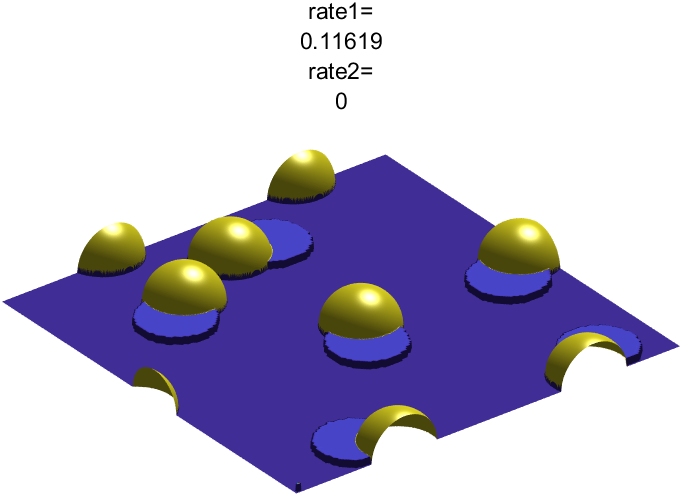 rate1=
0.11619
rate2=
0